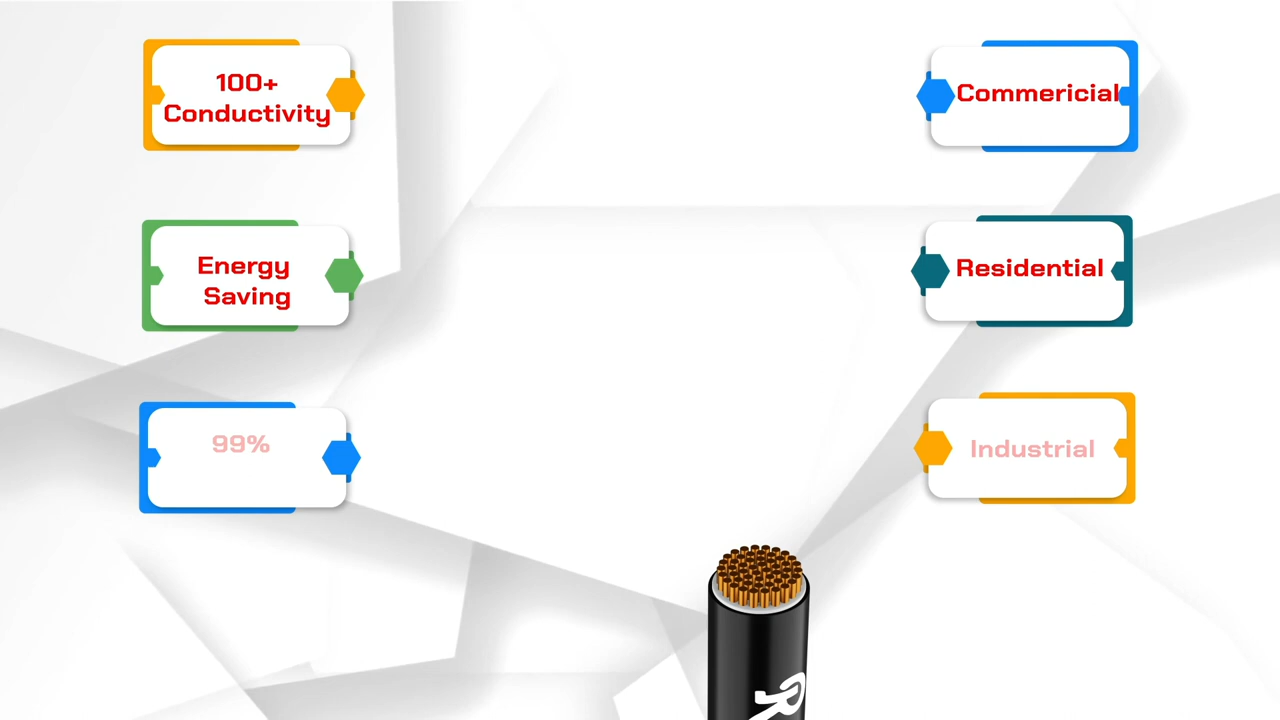 100+
Conductivity
Energy
Saving
99%
Commericial
Residential
Industrial